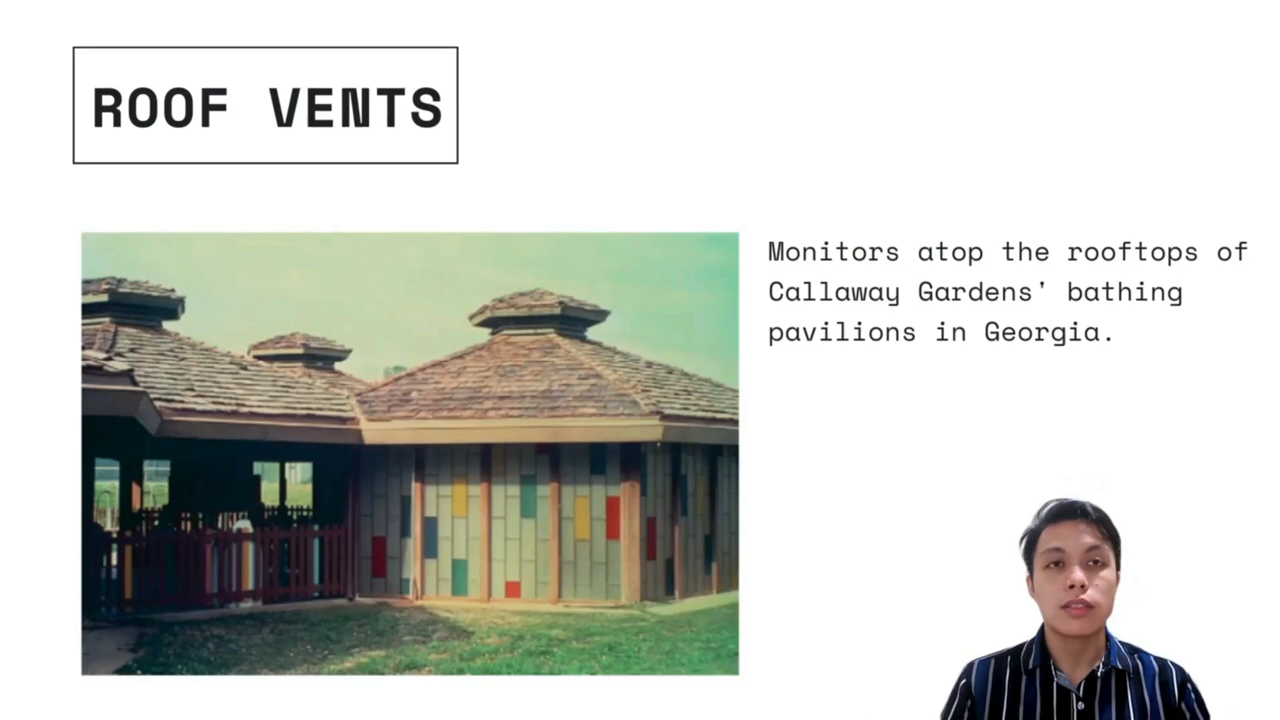 ROOF VENTS
Monitors atop the rooftops of
Callaway Gardens' bathing
pavilions in Georgia.